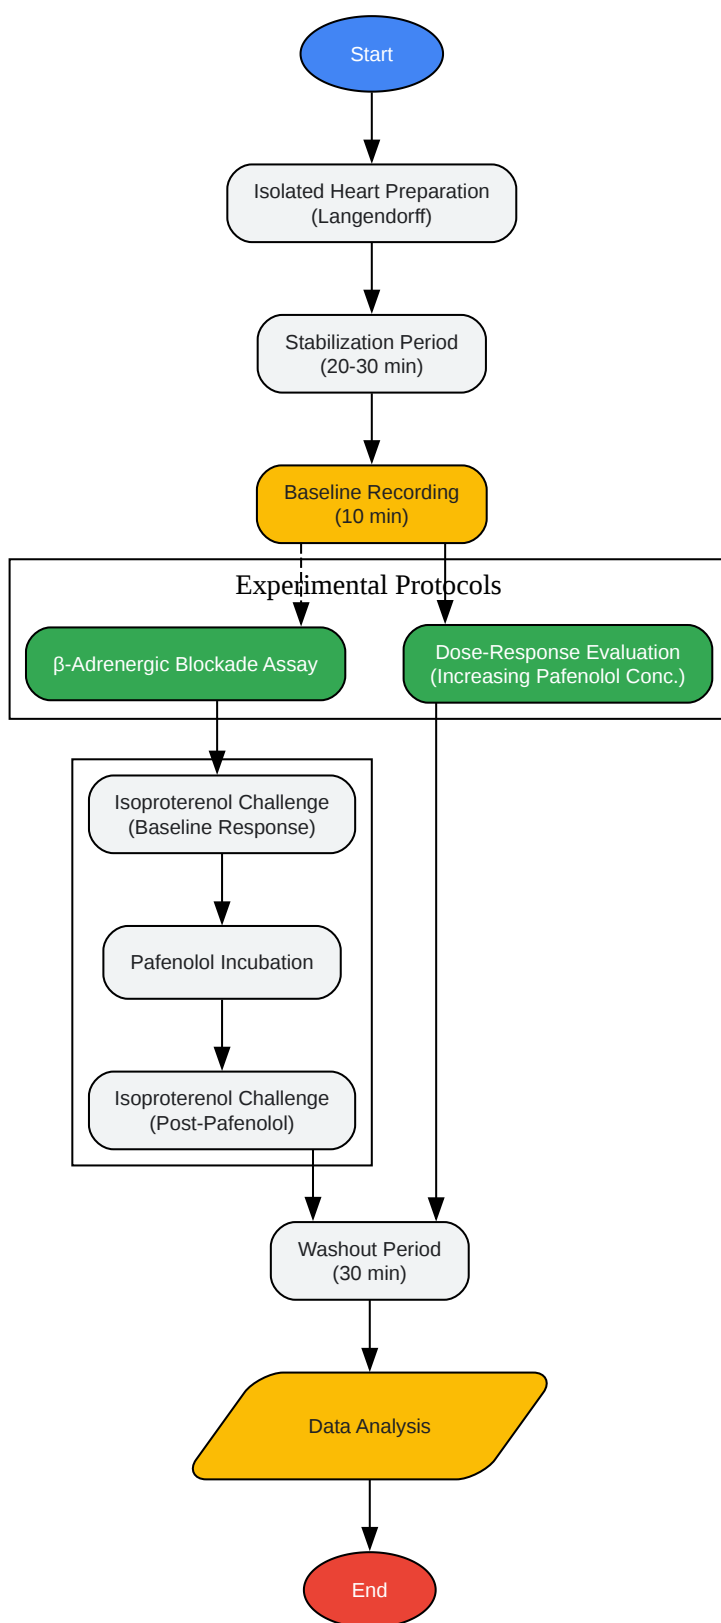 Start
Isolated Heart Preparation
(Langendorff)
Stabilization Period
(20-30 min)
Baseline Recording
(10 min)
Experimental Protocols
β-Adrenergic Blockade Assay
Dose-Response Evaluation
(Increasing Pafenolol Conc.)
Isoproterenol Challenge
(Baseline Response)
Pafenolol Incubation
Isoproterenol Challenge
(Post-Pafenolol)
Washout Period
(30 min)
Data Analysis
End